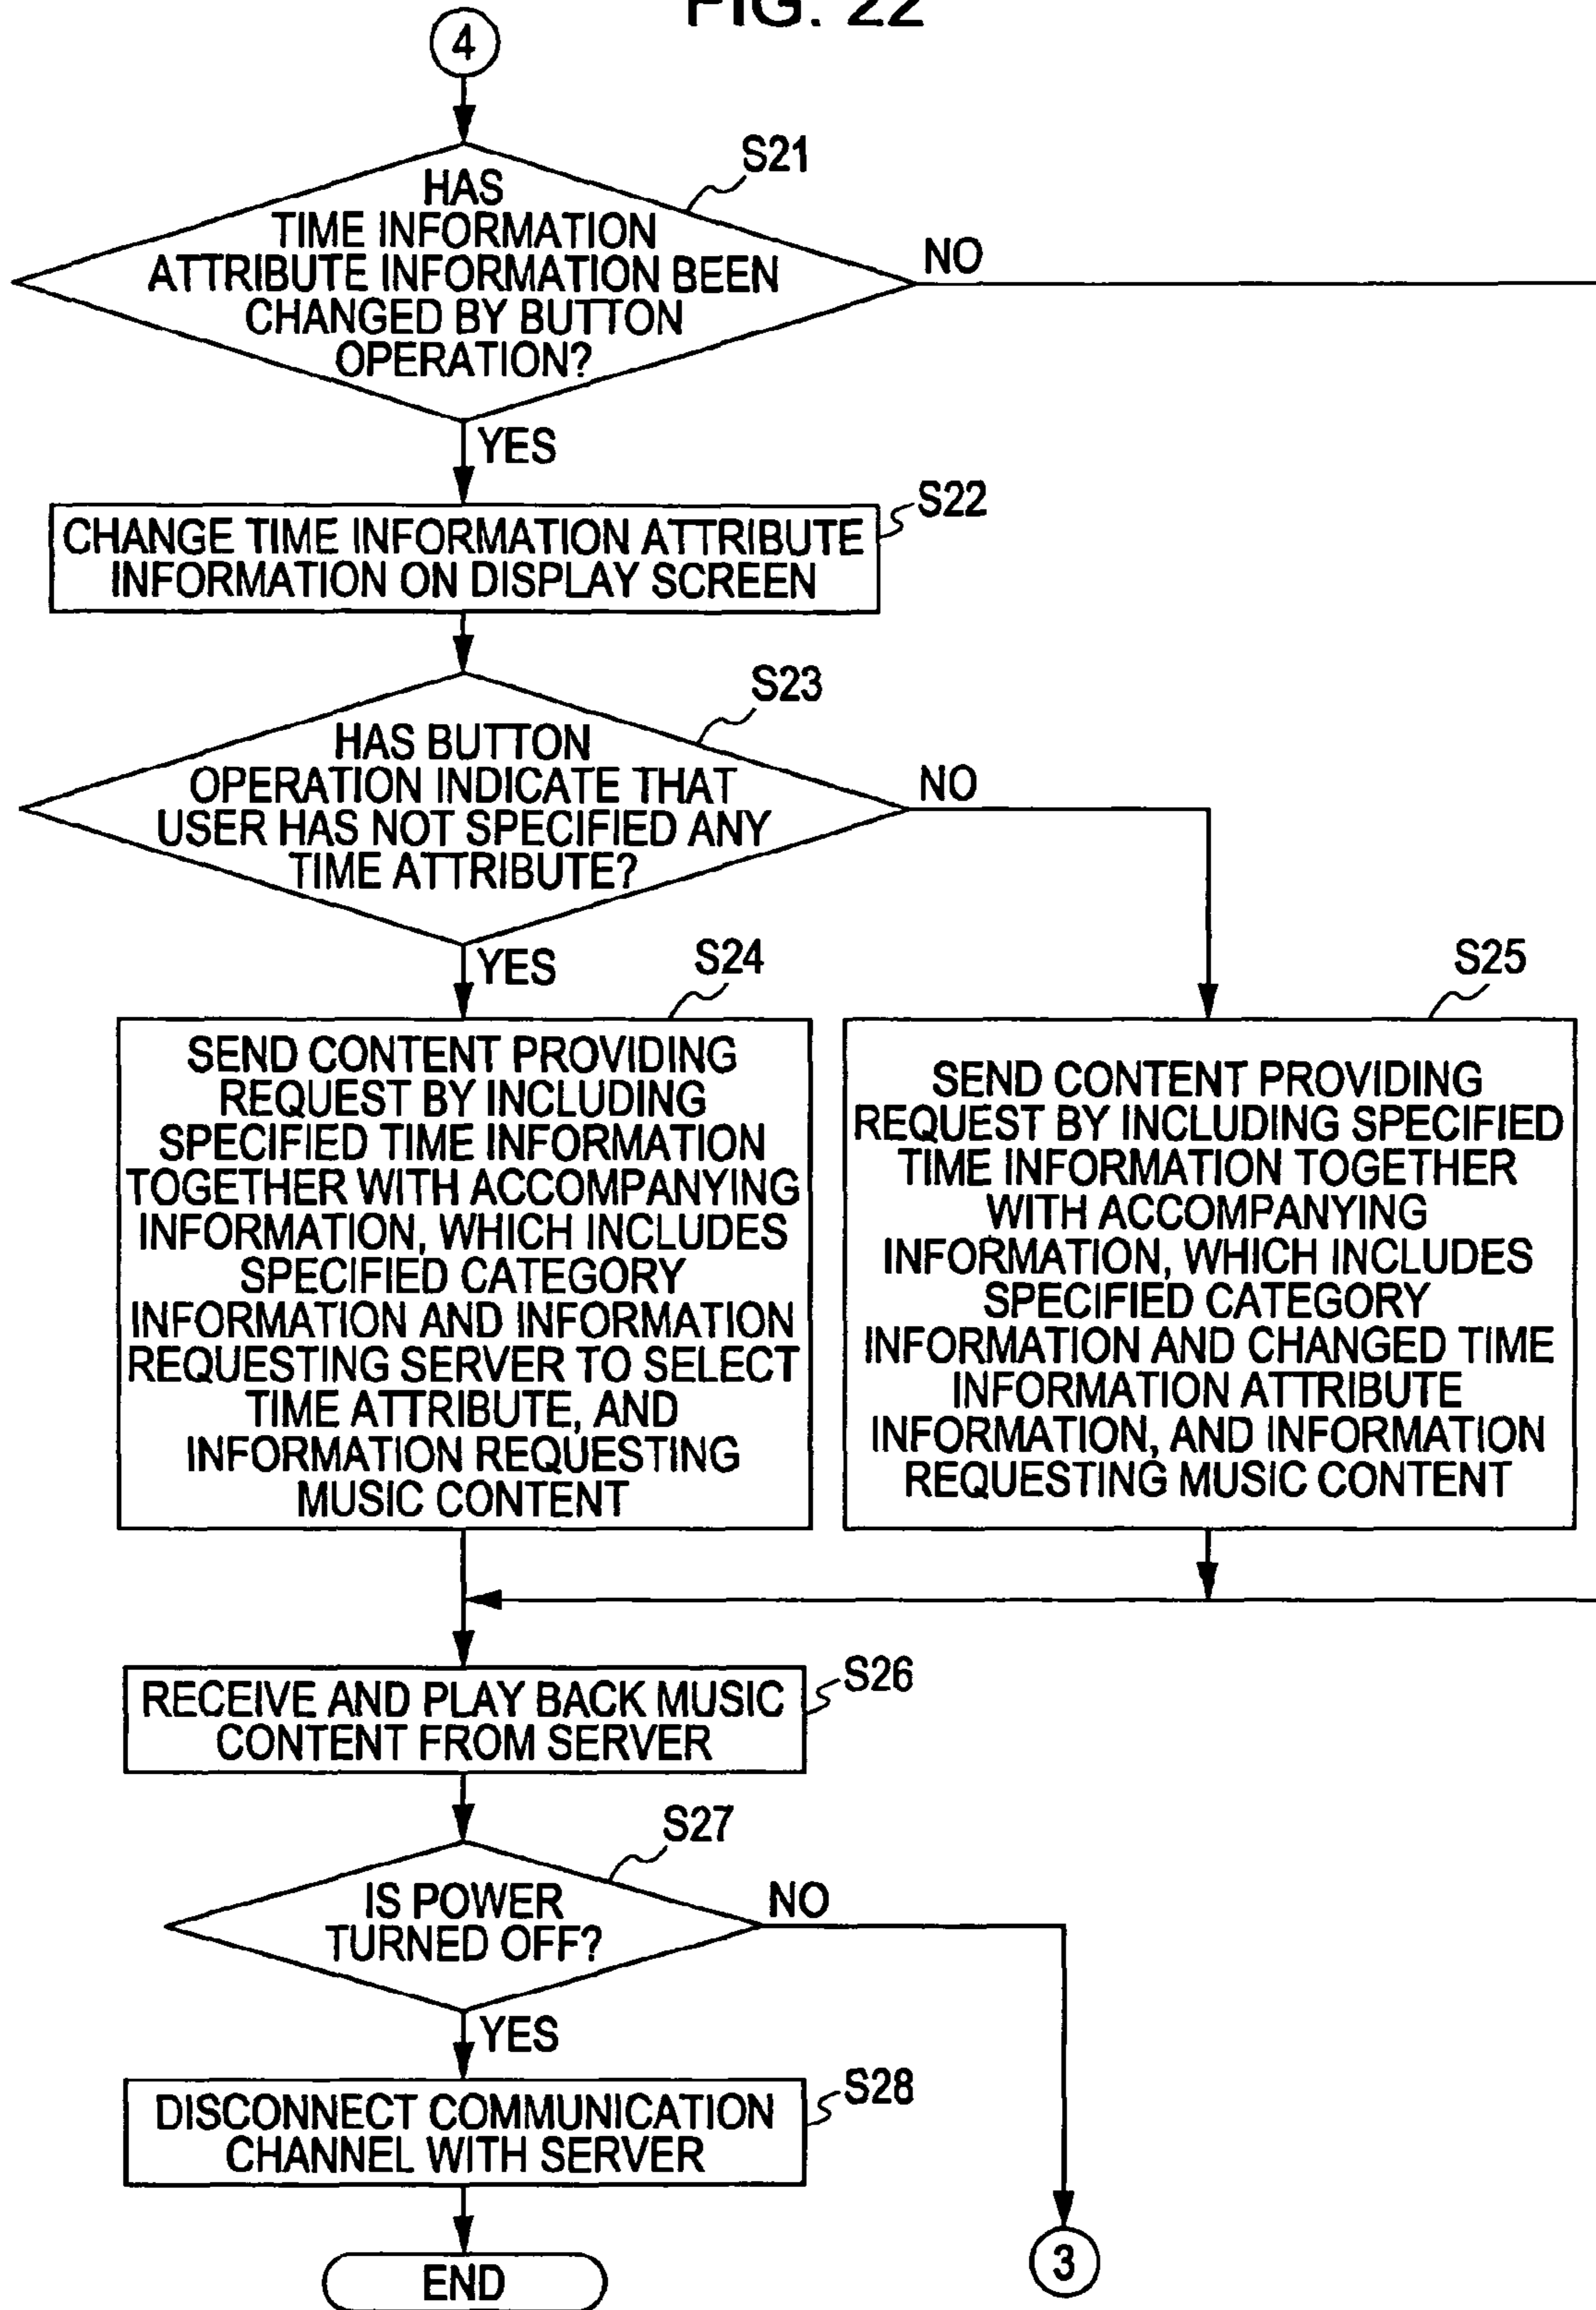 FIG. 22
4
S21
HAS
TIME INFORMATION
ATTRIBUTE INFORMATION BEEN
CHANGED BY BUTTON
OPERATION?
NO
YES
S22
CHANGE TIME INFORMATION ATTRIBUTE
INFORMATION ON DISPLAY SCREEN
S23
HAS BUTTON
OPERATION INDICATE THAT
USER HAS NOT SPECIFIED ANY
TIME ATTRIBUTE?
NO
YES
S24
SEND CONTENT PROVIDING
REQUEST BY INCLUDING
SPECIFIED TIME INFORMATION
TOGETHER WITH ACCOMPANYING
INFORMATION, WHICH INCLUDES
SPECIFIED CATEGORY
INFORMATION AND INFORMATION
REQUESTING SERVER TO SELECT
TIME ATTRIBUTE, AND
INFORMATION REQUESTING
MUSIC CONTENT
S25
SEND CONTENT PROVIDING
REQUEST BY INCLUDING SPECIFIED
TIME INFORMATION TOGETHER
WITH ACCOMPANYING
INFORMATION, WHICH INCLUDES
SPECIFIED CATEGORY
INFORMATION AND CHANGED TIME
INFORMATION ATTRIBUTE
INFORMATION, AND INFORMATION
REQUESTING MUSIC CONTENT
S26
RECEIVE AND PLAY BACK MUSIC
CONTENT FROM SERVER
S27
IS POWER
TURNED OFF?
NO
YES
S28
DISCONNECT COMMUNICATION
CHANNEL WITH SERVER
END
3